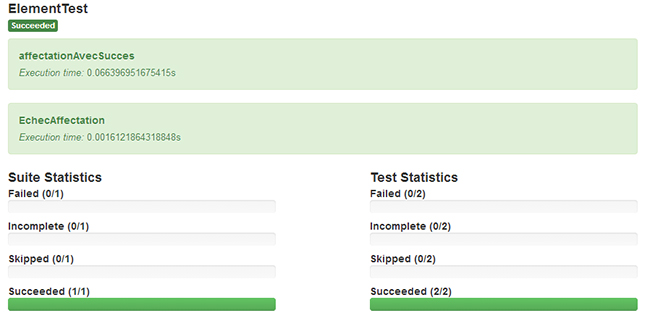 ElementTest
Succeeded
affectationAvecSucces
Execution time: 0.066396951675415s
EchecAffectation
Execution time: 0.0016121864318848s
Suite Statistics
Failed (0/1)
Incomplete (0/1)
Skipped (0/1)
Succeeded (1/1)
Test Statistics
Failed (0/2)
Incomplete (0/2)
Skipped (0/2)
Succeeded (2/2)